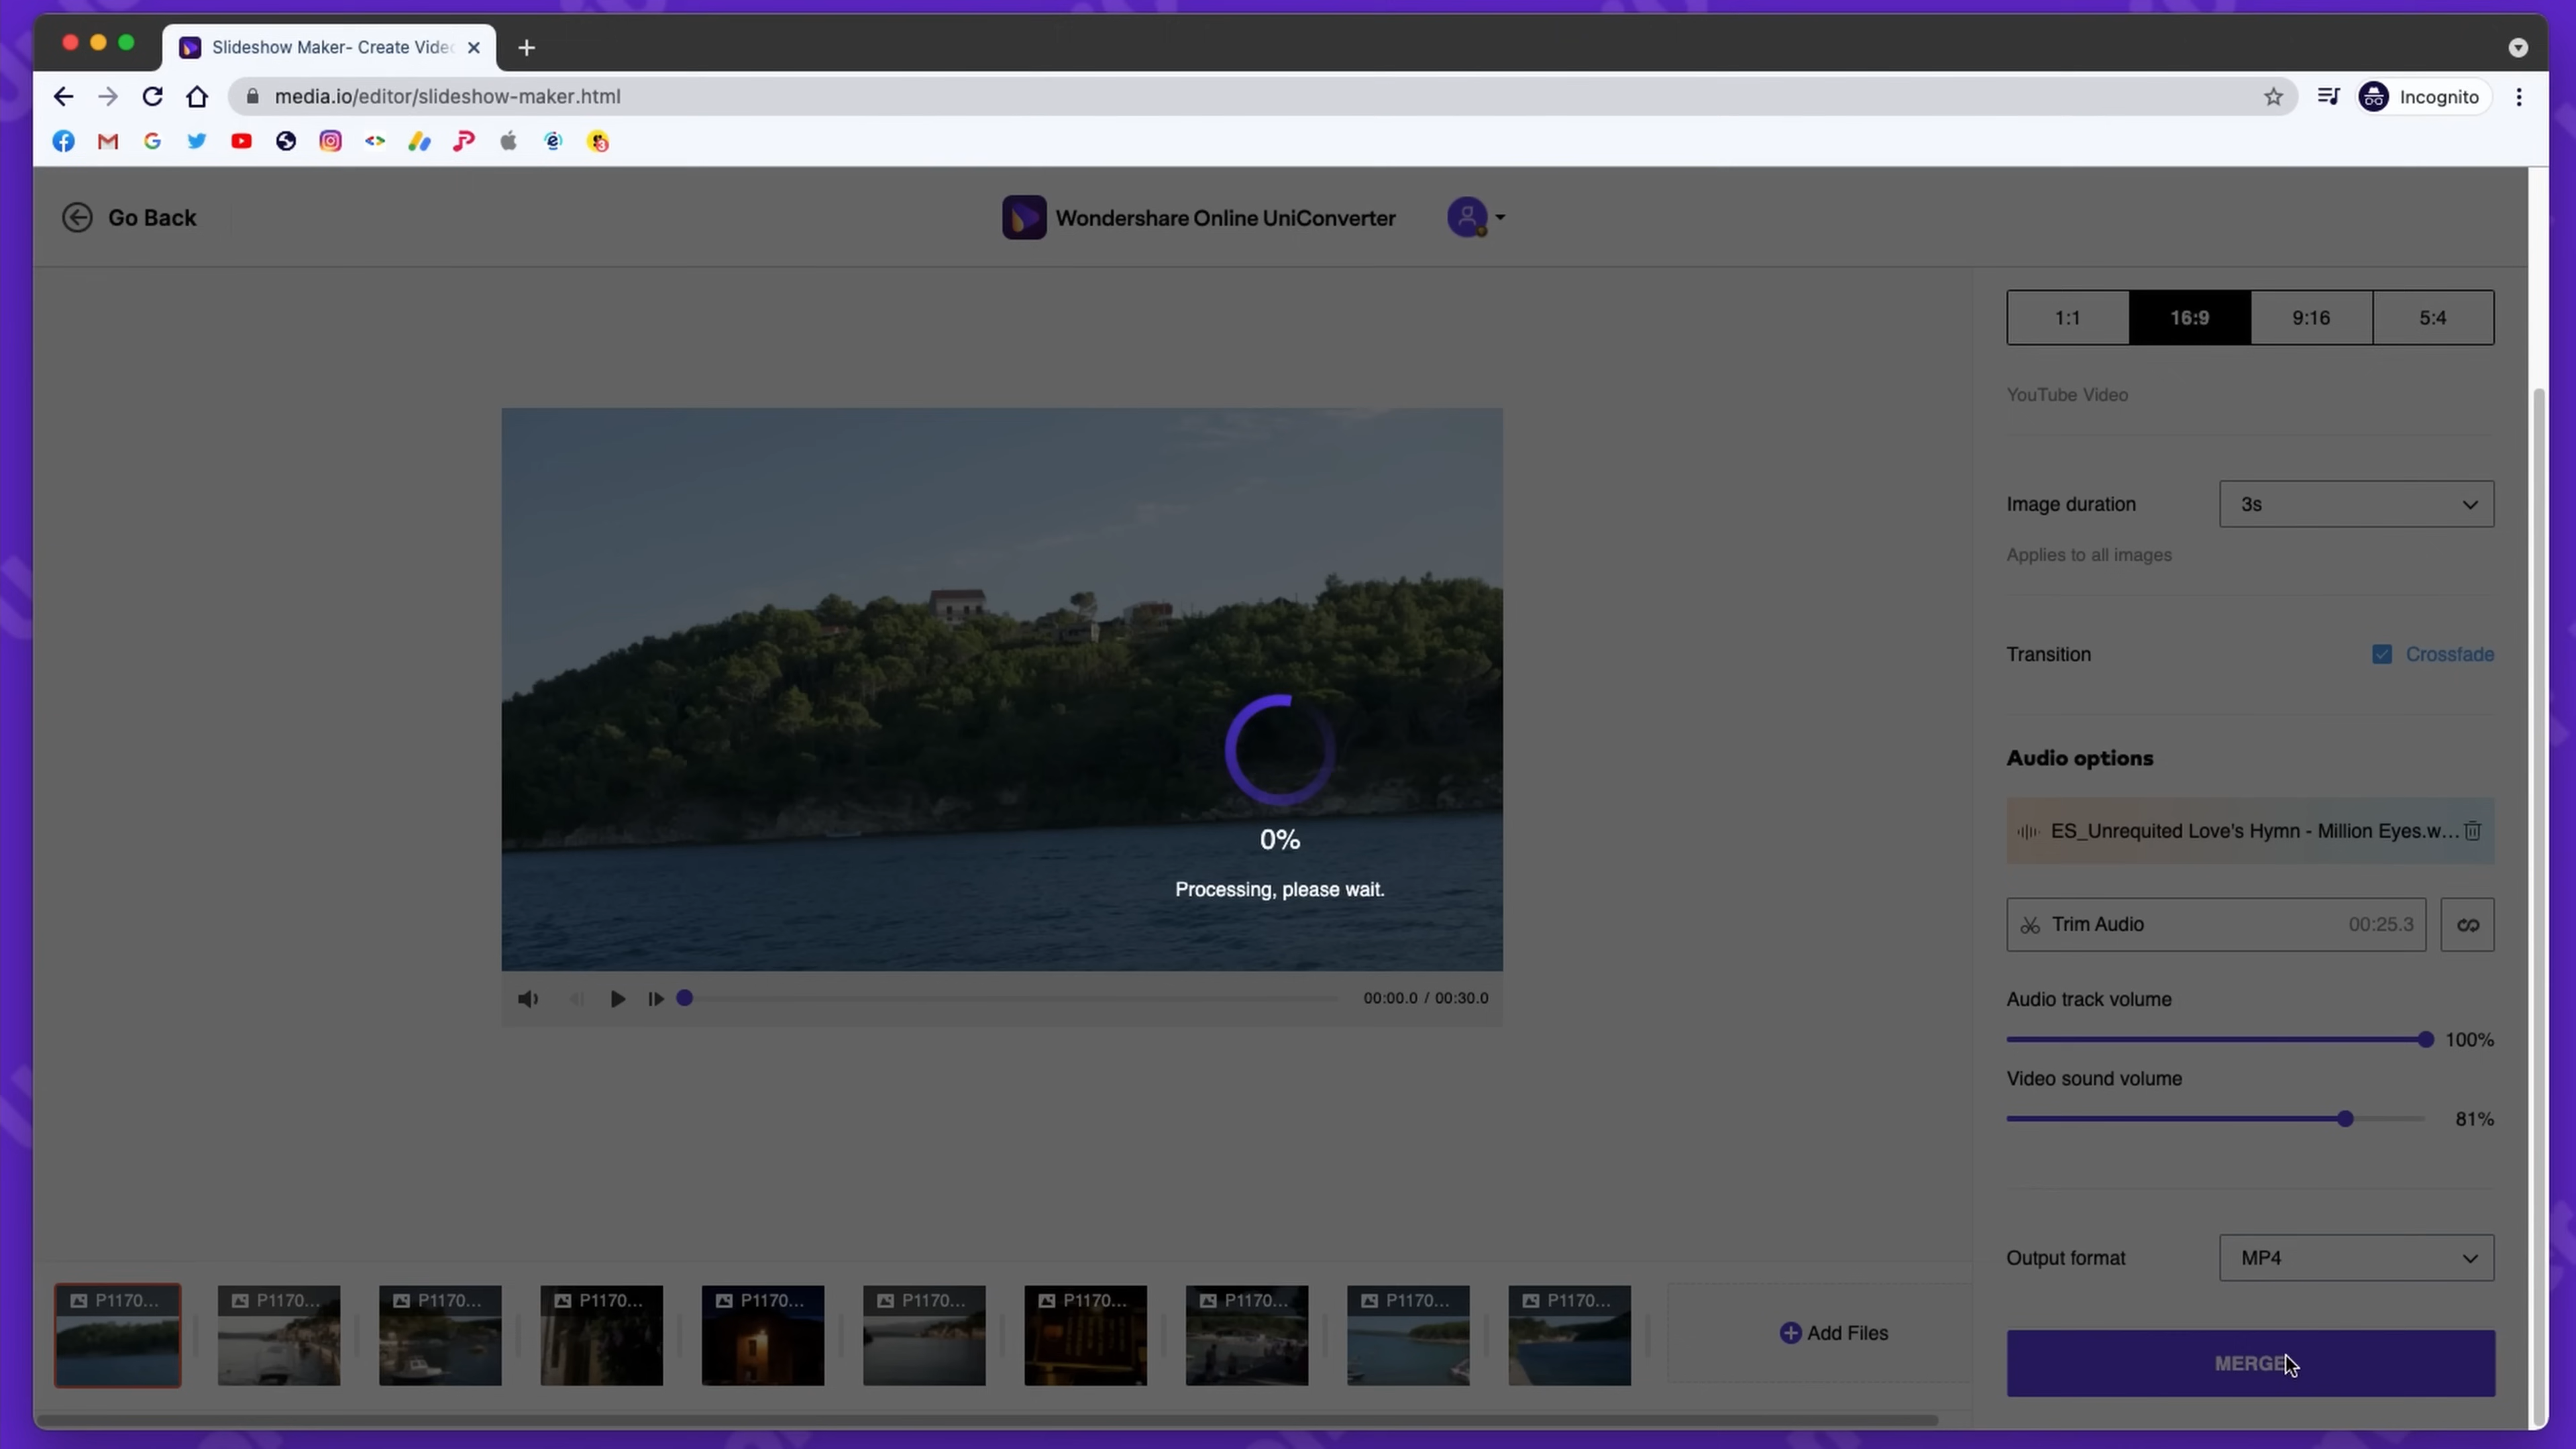 Slideshow Maker- Create Vide
media.io/editor/slideshow-maker.html
Incognito
3
Go Back
Wondershare Online UniConverter
1:1
16:9
9:16
5:4
YouTube Video
Image duration
3s
Applies to all images
Transition
Crossfade
0%
Processing, please wait.
Audio options
ES_Unrequited Love's Hymn - Million Eyes.w...
Trim Audio
00:25.3
00:00.0 / 00:30.0
Audio track volume
100%
Video sound volume
81%
Output format
MP4
P1170...
P1170...
P1170...
P1170...
P1170...
P1170...
P1170...
P1170...
P1170...
P1170...
Add Files
MERGE